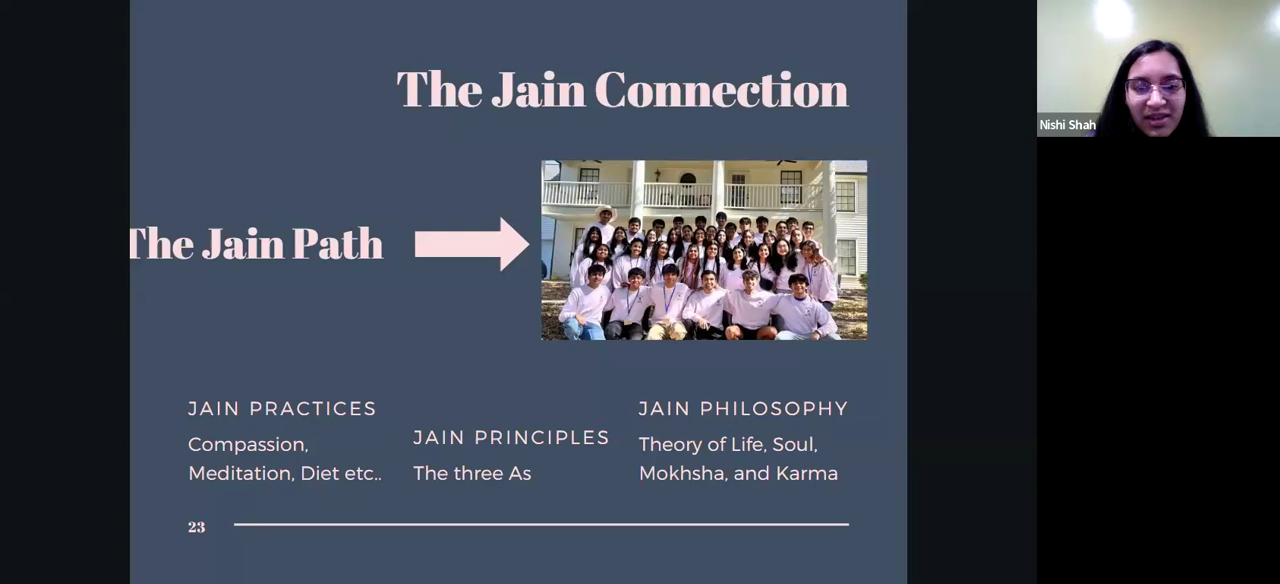 The Jain Connection
Nishi Shah
The Jain Path
JAIN PRACTICES
Compassion,
Meditation, Diet etc..
JAIN PRINCIPLES
The three As
JAIN PHILOSOPHY
Theory of Life, Soul,
Mokhsha, and Karma
23